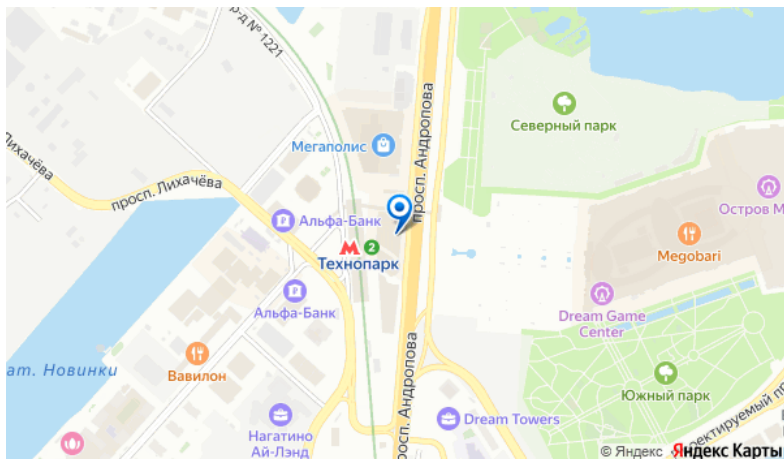 р-д № 1221
просп. Андропова
Северный парк
Мегаполис
Лихачёва
просп. Лихачёва
Остров М
Альфа-Банк
Megobari
2
Технопарк
Альфа-Банк
Dream Game
Center
ат. Новинки
Вавилон
просп. Андропова
Южный парк
Нагатино
Ай-Лэнд
Dream Towers
роектируемый пр
© Яндекс Яндекс Карты